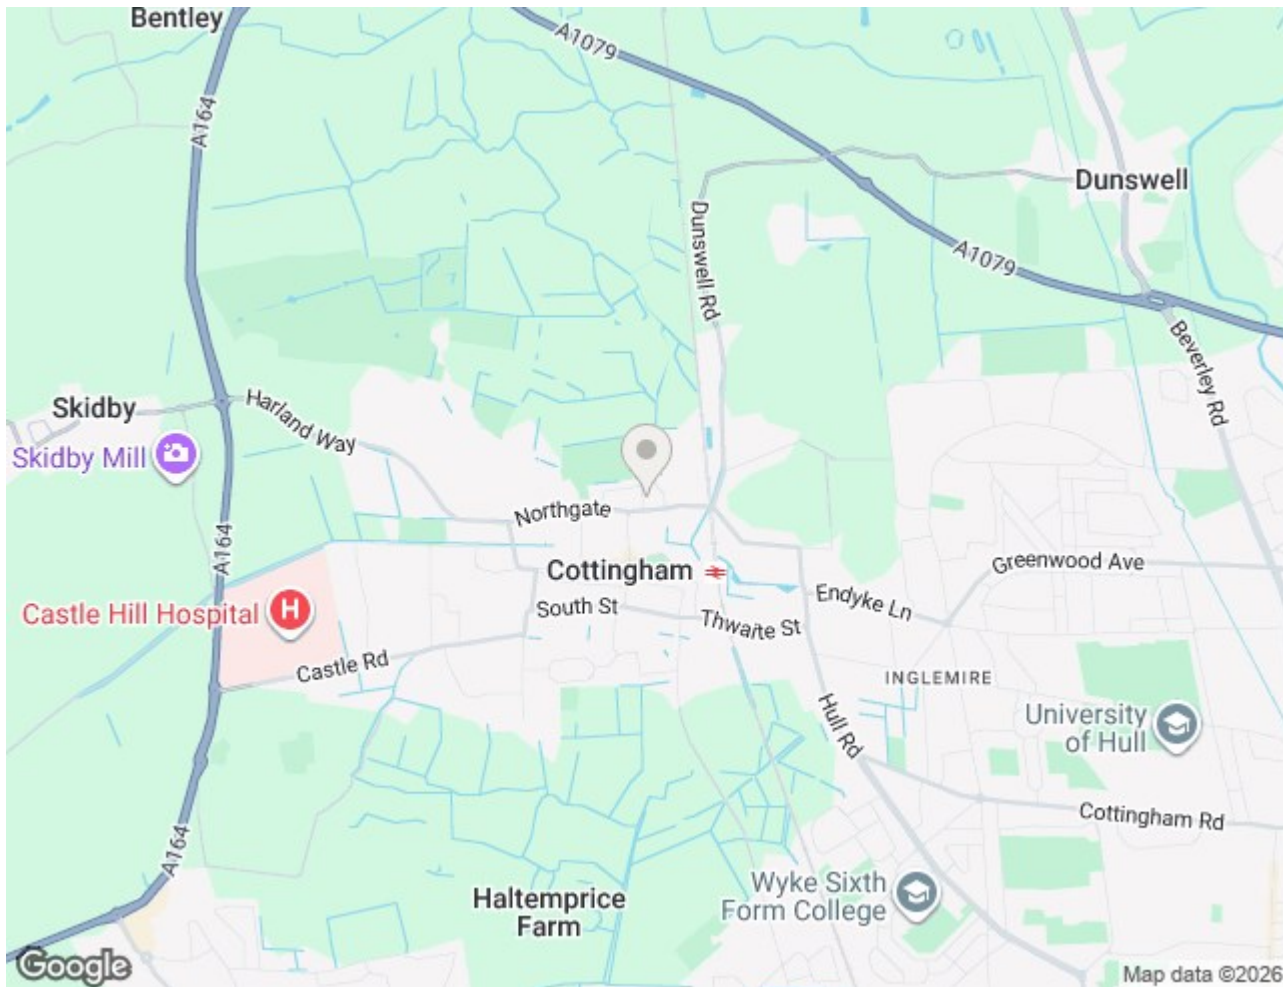 Bentley
A1079
A164
Dunswell
Dunswell Rd
A1079
Beverley Rd
Skidby
Harland Way
Skidby Mill
Northgate
A164
Greenwood Ave
Cottingham
Endyke Ln
Castle Hill Hospital
H
South St
Thwaite St
Castle Rd
INGLEMIRE
University
of Hull
Hull Rd
Cottingham Rd
A164
Wyke Sixth
Form College
Haltemprice
Farm
Google
Map data ©2026